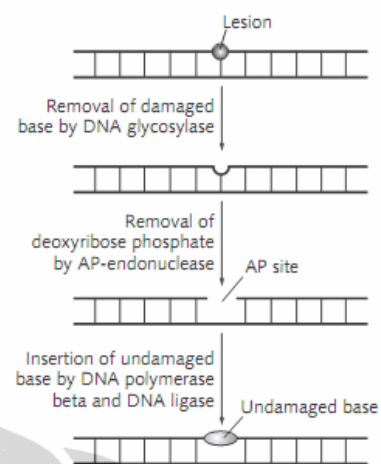 Lesion
Removal of damaged
base by DNA glycosylase
Removal of
deoxyribose phosphate
by AP-endonuclease
AP site
Insertion of undamaged
base by DNA polymerase
beta and DNA ligase
Undamaged base